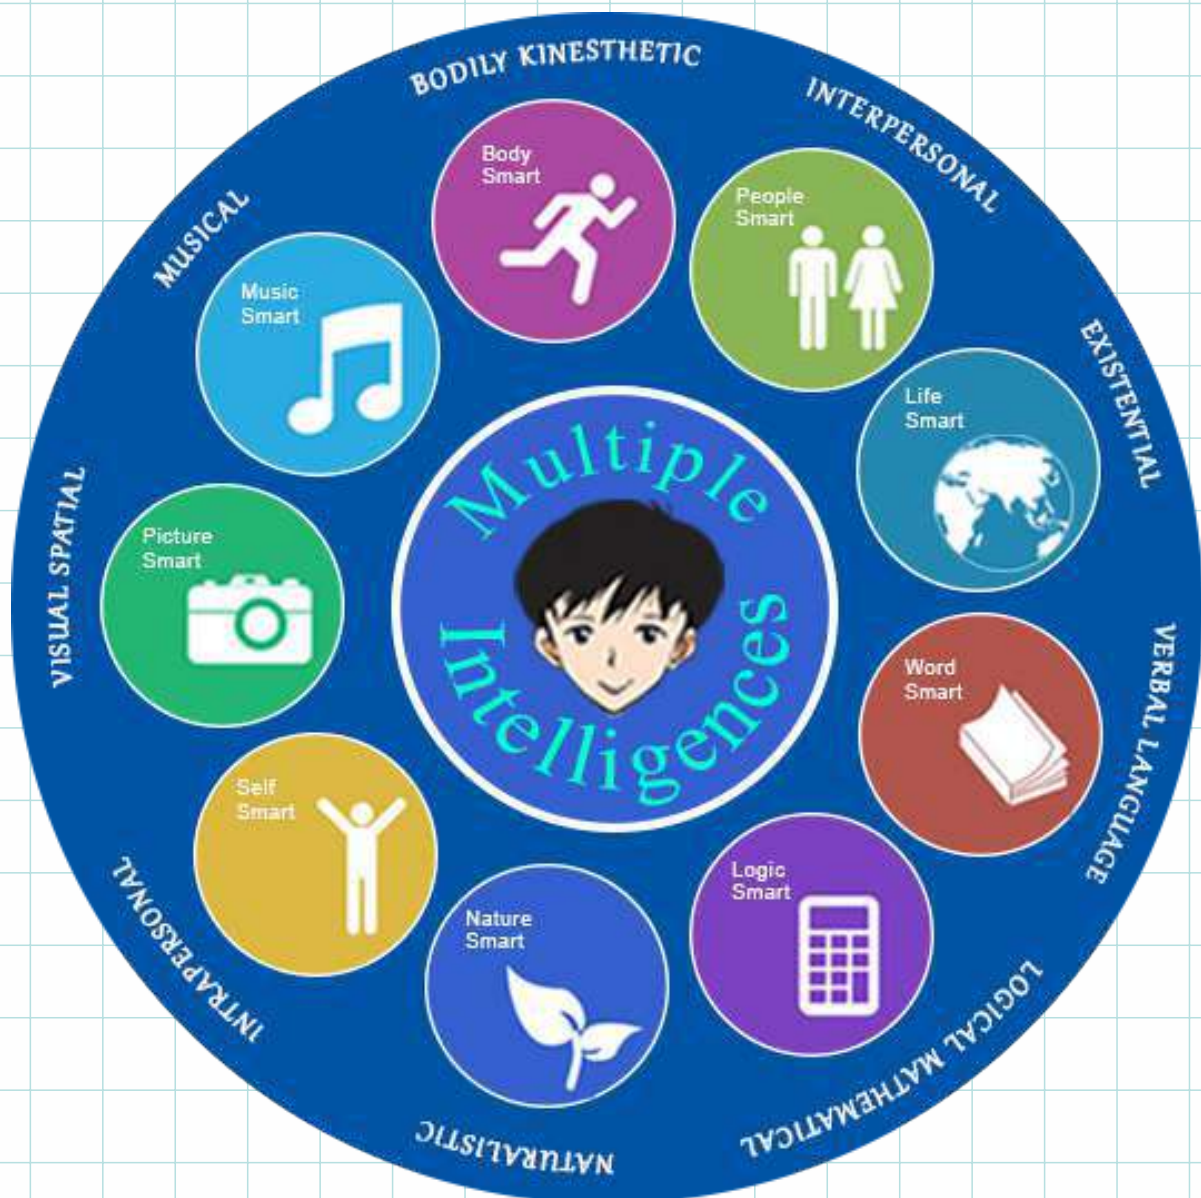 BODILY KINESTHETIC
INTERPERSONAL
EXISTENTIAL
VERBAL LANGUAGE
LOGICAL MATHEMATICAL
NATURALISTIC
INTRAPERSONAL
VISUAL SPATIAL
MUSICAL
Body
Smart
People
Smart
Life
Smart
Word
Smart
Logic
Smart
Nature
Smart
Self
Smart
Picture
Smart
Music
Smart
Multiple
Intelligences